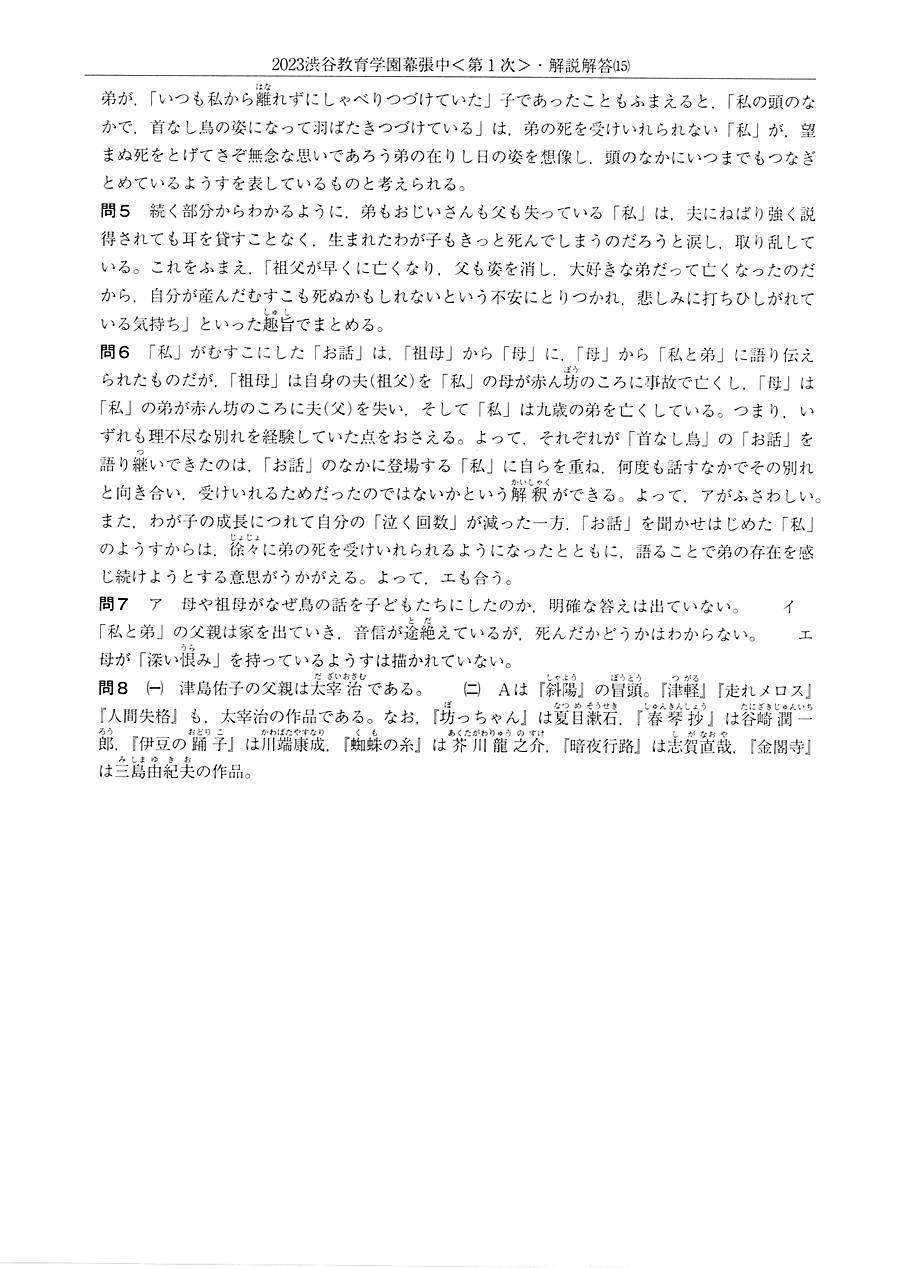 2023渋谷教育学園幕張中＜第1次＞・解説解答⒂
弟が，「いつも私から離れずにしゃべりつづけていた」子であったこともふまえると，「私の頭のな
かで，首なし鳥の姿になって羽ばたきつづけている」は，弟の死を受けいれられない「私」が，望
まぬ死をとげてさぞ無念な思いであろう弟の在りし日の姿を想像し，頭のなかにいつまでもつなぎ
とめているようすを表しているものと考えられる。
問5　続く部分からわかるように，弟もおじいさんも父も失っている「私」は，夫にねばり強く説
得されても耳を貸すことなく，生まれたわが子もきっと死んでしまうのだろうと涙し，取り乱して
いる。これをふまえ，「祖父が早くに亡くなり，父も姿を消し，大好きな弟だって亡くなったのだ
から，自分が産んだむすこも死ぬかもしれないという不安にとりつかれ，悲しみに打ちひしがれて
いる気持ち」といった趣旨でまとめる。
問6　「私」がむすこにした「お話」は，「祖母」から「母」に，「母」から「私と弟」に語り伝え
られたものだが，「祖母」は自身の夫(祖父)を「私」の母が赤ん坊のころに事故で亡くし，「母」は
「私」の弟が赤ん坊のころに夫(父)を失い，そして「私」は九歳の弟を亡くしている。つまり，い
ずれも理不尽な別れを経験していた点をおさえる。よって，それぞれが「首なし鳥」の「お話」を
語り継いできたのは，「お話」のなかに登場する「私」に自らを重ね，何度も話すなかでその別れ
と向き合い，受けいれるためだったのではないかという解釈ができる。よって，アがふさわしい。
また，わが子の成長につれて自分の「泣く回数」が減った一方，「お話」を聞かせはじめた「私」
のようすからは，徐々に弟の死を受けいれられるようになったとともに，語ることで弟の存在を感
じ続けようとする意思がうかがえる。よって，エも合う。
問7　ア　母や祖母がなぜ鳥の話を子どもたちにしたのか，明確な答えは出ていない。　　イ
「私と弟」の父親は家を出ていき，音信が途絶えているが，死んだかどうかはわからない。　　エ
母が「深い恨み」を持っているようすは描かれていない。
問8　㈠　津島佑子の父親は太宰治である。　　㈡　Aは『斜陽』の冒頭。『津軽』『走れメロス』
『人間失格』も，太宰治の作品である。なお，『坊っちゃん』は夏目漱石，『春琴抄』は谷崎潤一
郎，『伊豆の踊子』は川端康成，『蜘蛛の糸』は芥川龍之介，『暗夜行路』は志賀直哉，『金閣寺』
は三島由紀夫の作品。